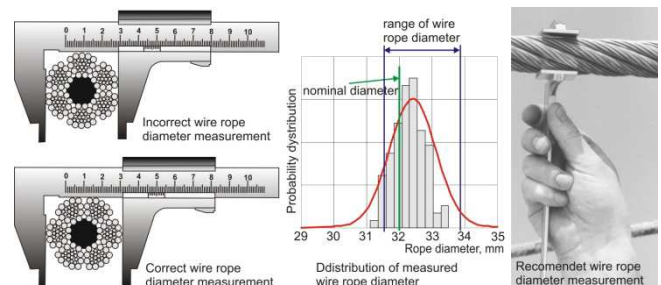 0 1 2 3 4 5 6 7 8 9 10
Incorrect wire rope
diameter measurement
0 1 2 3 4 5 6 7 8 9 10
Correct wire rope
diameter measurement
range of wire
rope diameter
nominal diameter
Probability dystribution
29 30 31 32 33 34 35
Rope diameter, mm
Ddistribution of measured
wire rope diameter
Recomendet wire rope
diameter measurement